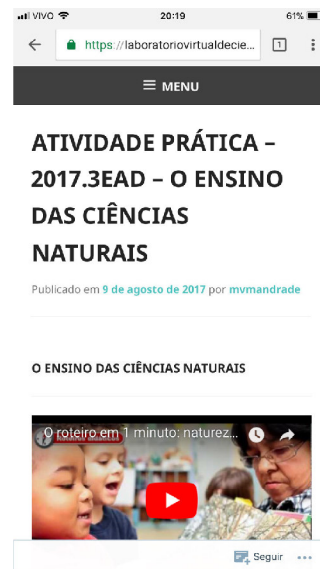 VIVO 20:19 61%
https://laboratoriovirtualdecie... 1
MENU
ATIVIDADE PRÁTICA –
2017.3EAD – O ENSINO
DAS CIÊNCIAS
NATURAIS
Publicado em 9 de agosto de 2017 por mvmandrade
O ENSINO DAS CIÊNCIAS NATURAIS
O roteiro em 1 minuto: naturez...
Seguir